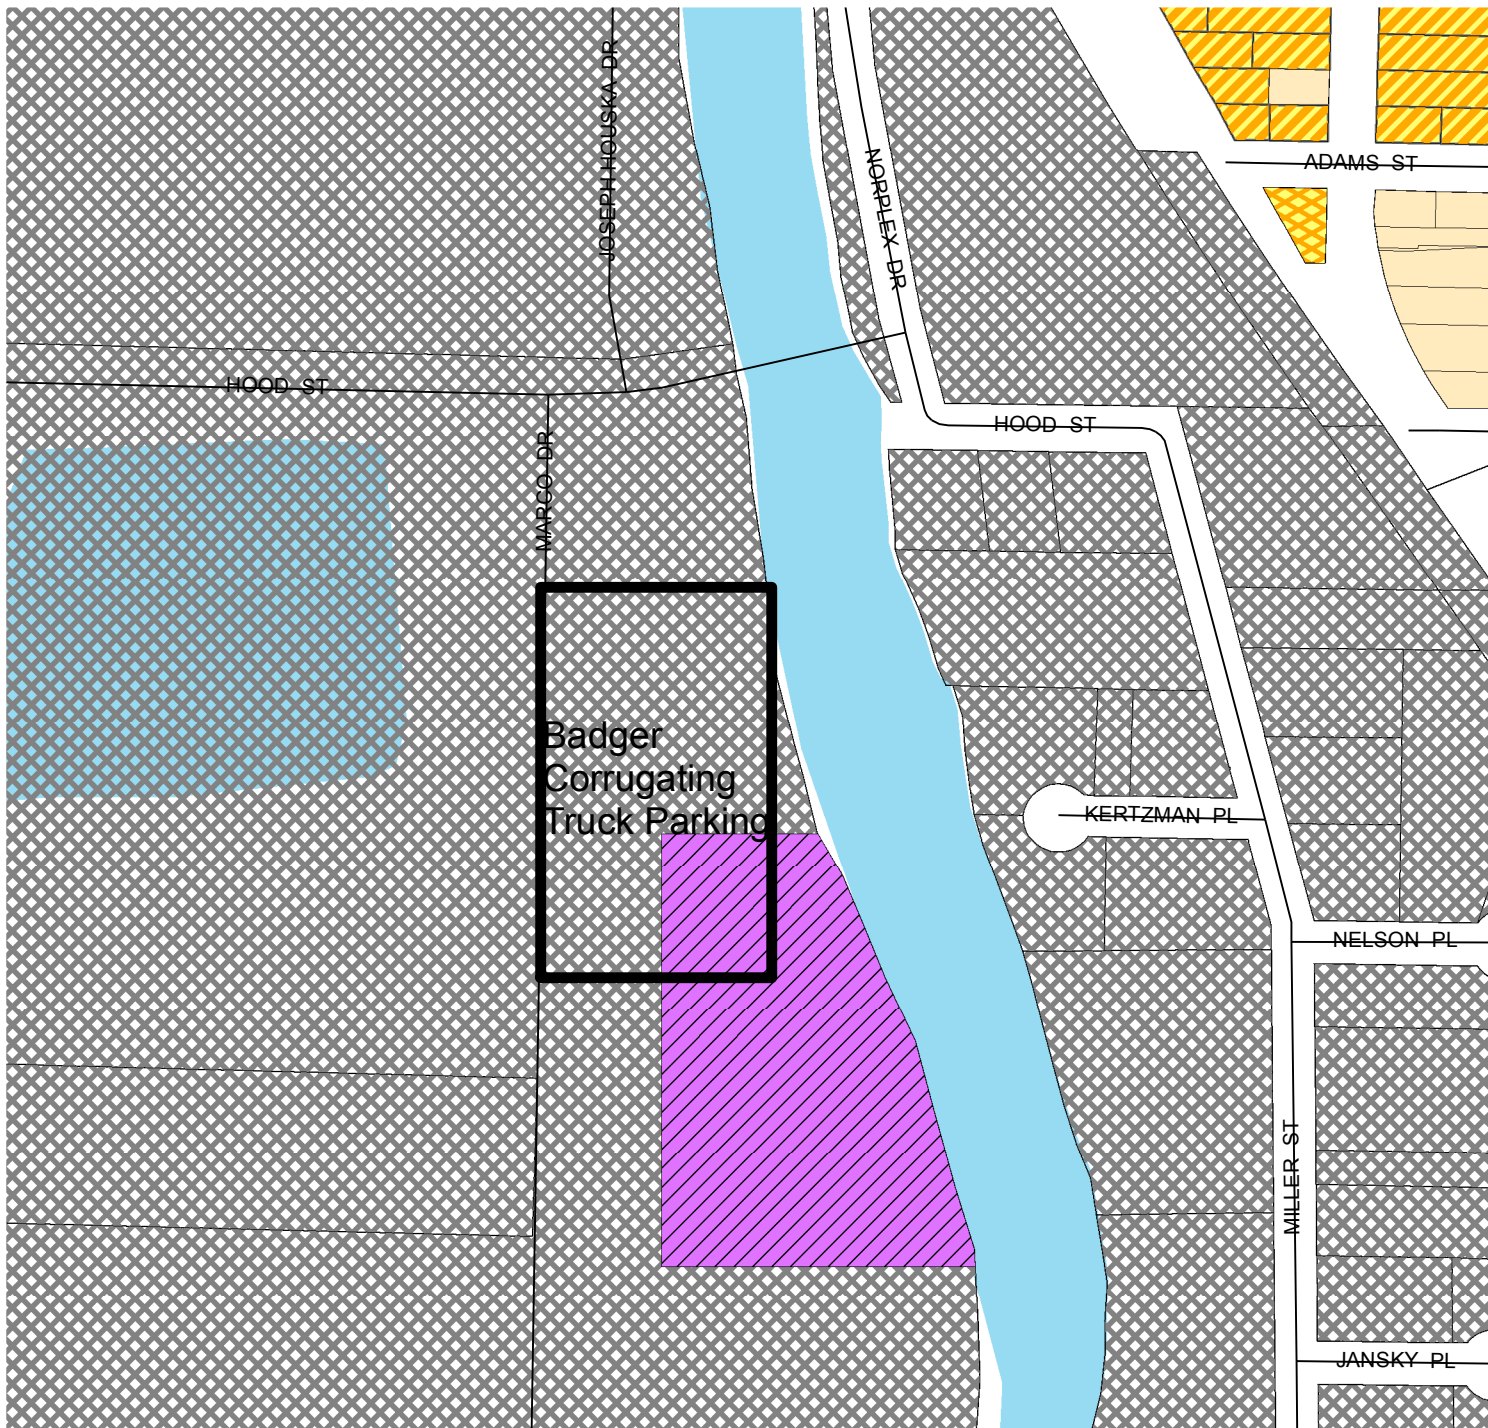 JOSEPH HOUSKA DR
NORPLEX DR
ADAMS ST
HOOD ST
HOOD ST
MARCO DR
Badger
Corrugating
Truck Parking
KERTZMAN PL
NELSON PL
MILLER ST
JANSKY PL